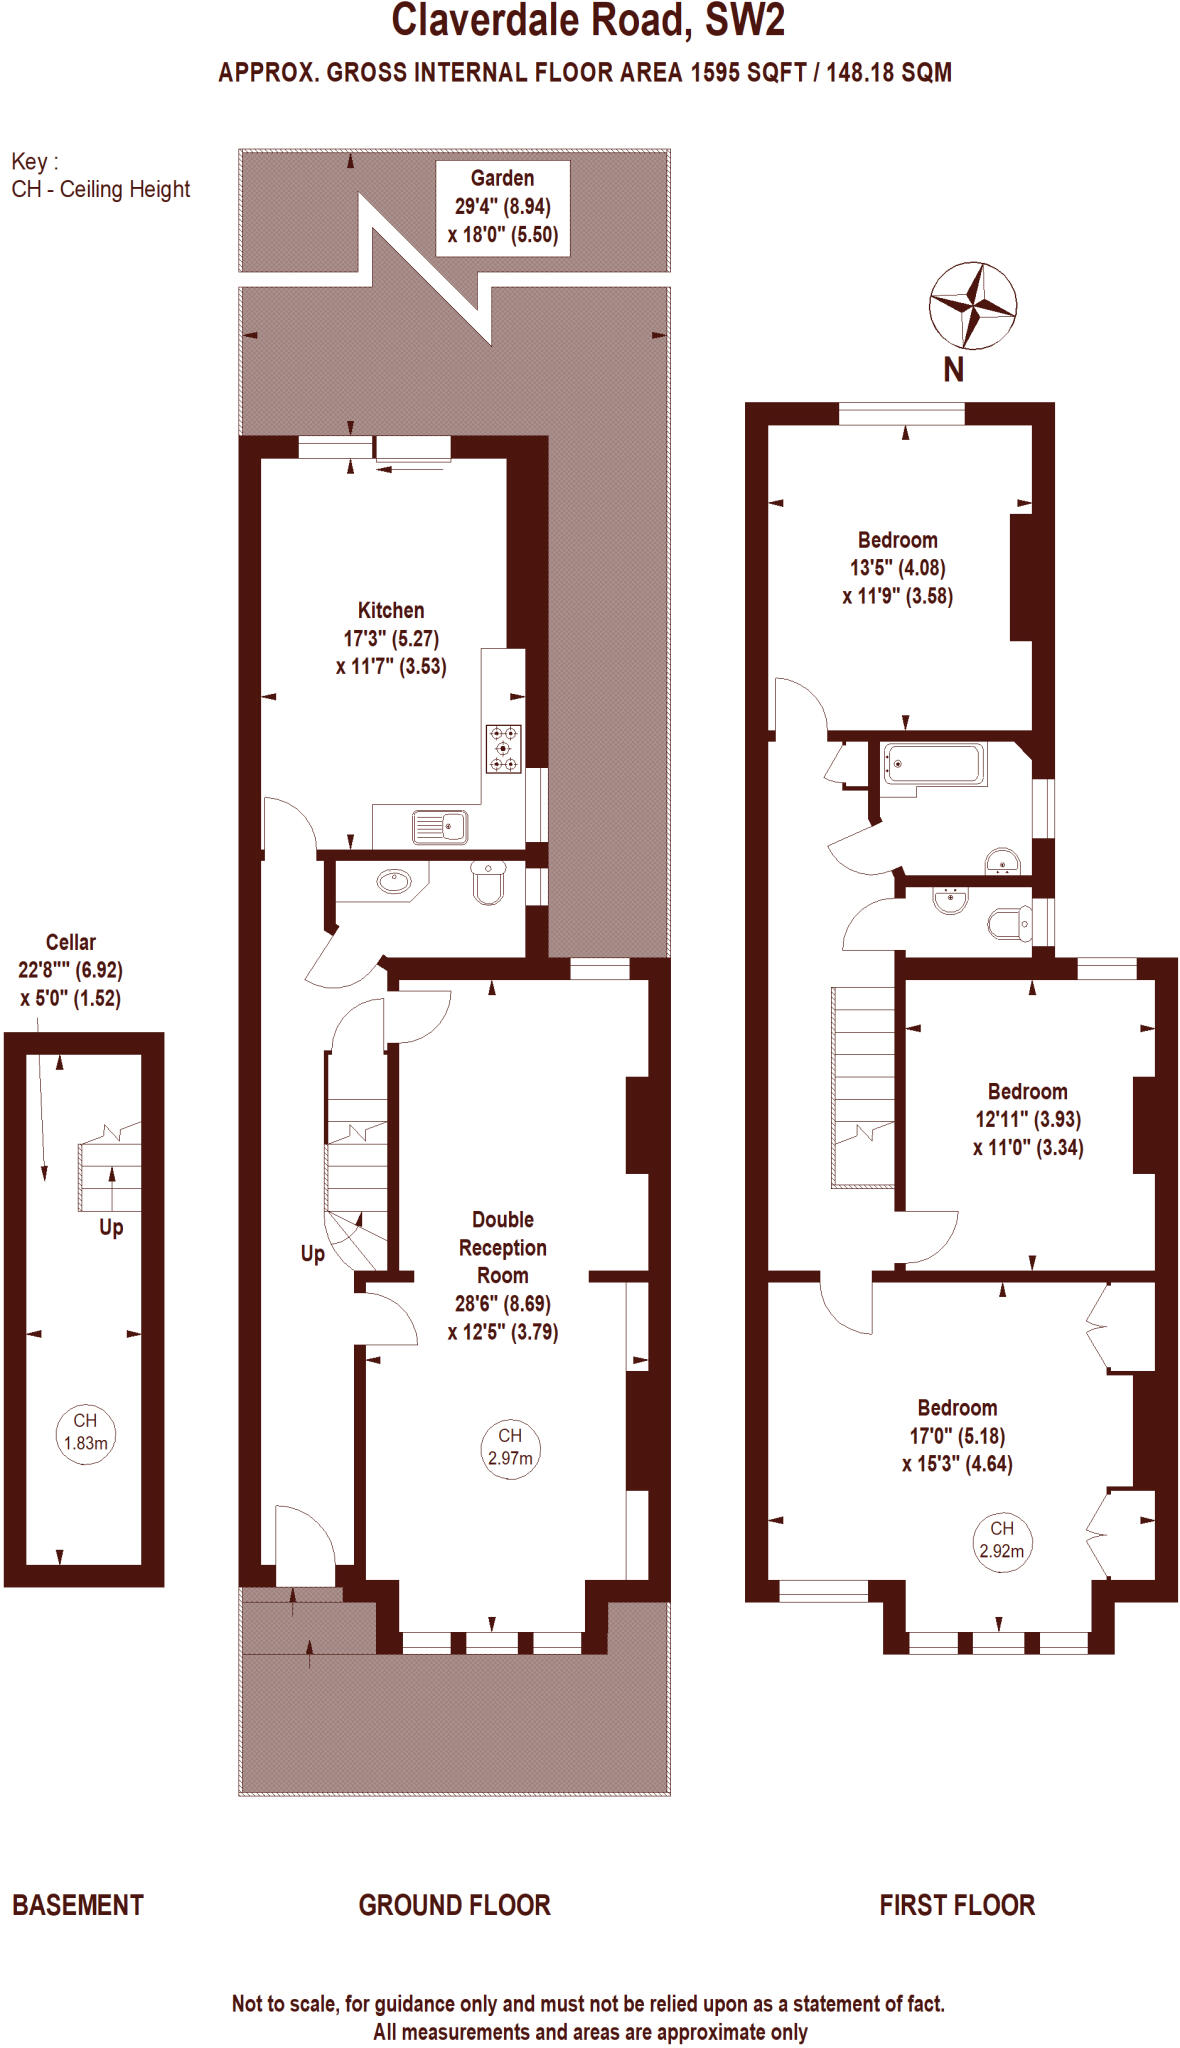 Claverdale Road, SW2
APPROX. GROSS INTERNAL FLOOR AREA 1595 SQFT / 148.18 SQM
Key :
CH - Ceiling Height
Garden
29'4" (8.94)
x 18'0" (5.50)
N
Kitchen
17'3" (5.27)
x 11'7" (3.53)
Bedroom
13'5" (4.08)
x 11'9" (3.58)
Cellar
22'8"" (6.92)
x 5'0" (1.52)
Up
CH
1.83m
Up
Double
Reception
Room
28'6" (8.69)
x 12'5" (3.79)
CH
2.97m
Bedroom
12'11" (3.93)
x 11'0" (3.34)
Bedroom
17'0" (5.18)
x 15'3" (4.64)
CH
2.92m
BASEMENT
GROUND FLOOR
FIRST FLOOR
Not to scale, for guidance only and must not be relied upon as a statement of fact.
All measurements and areas are approximate only